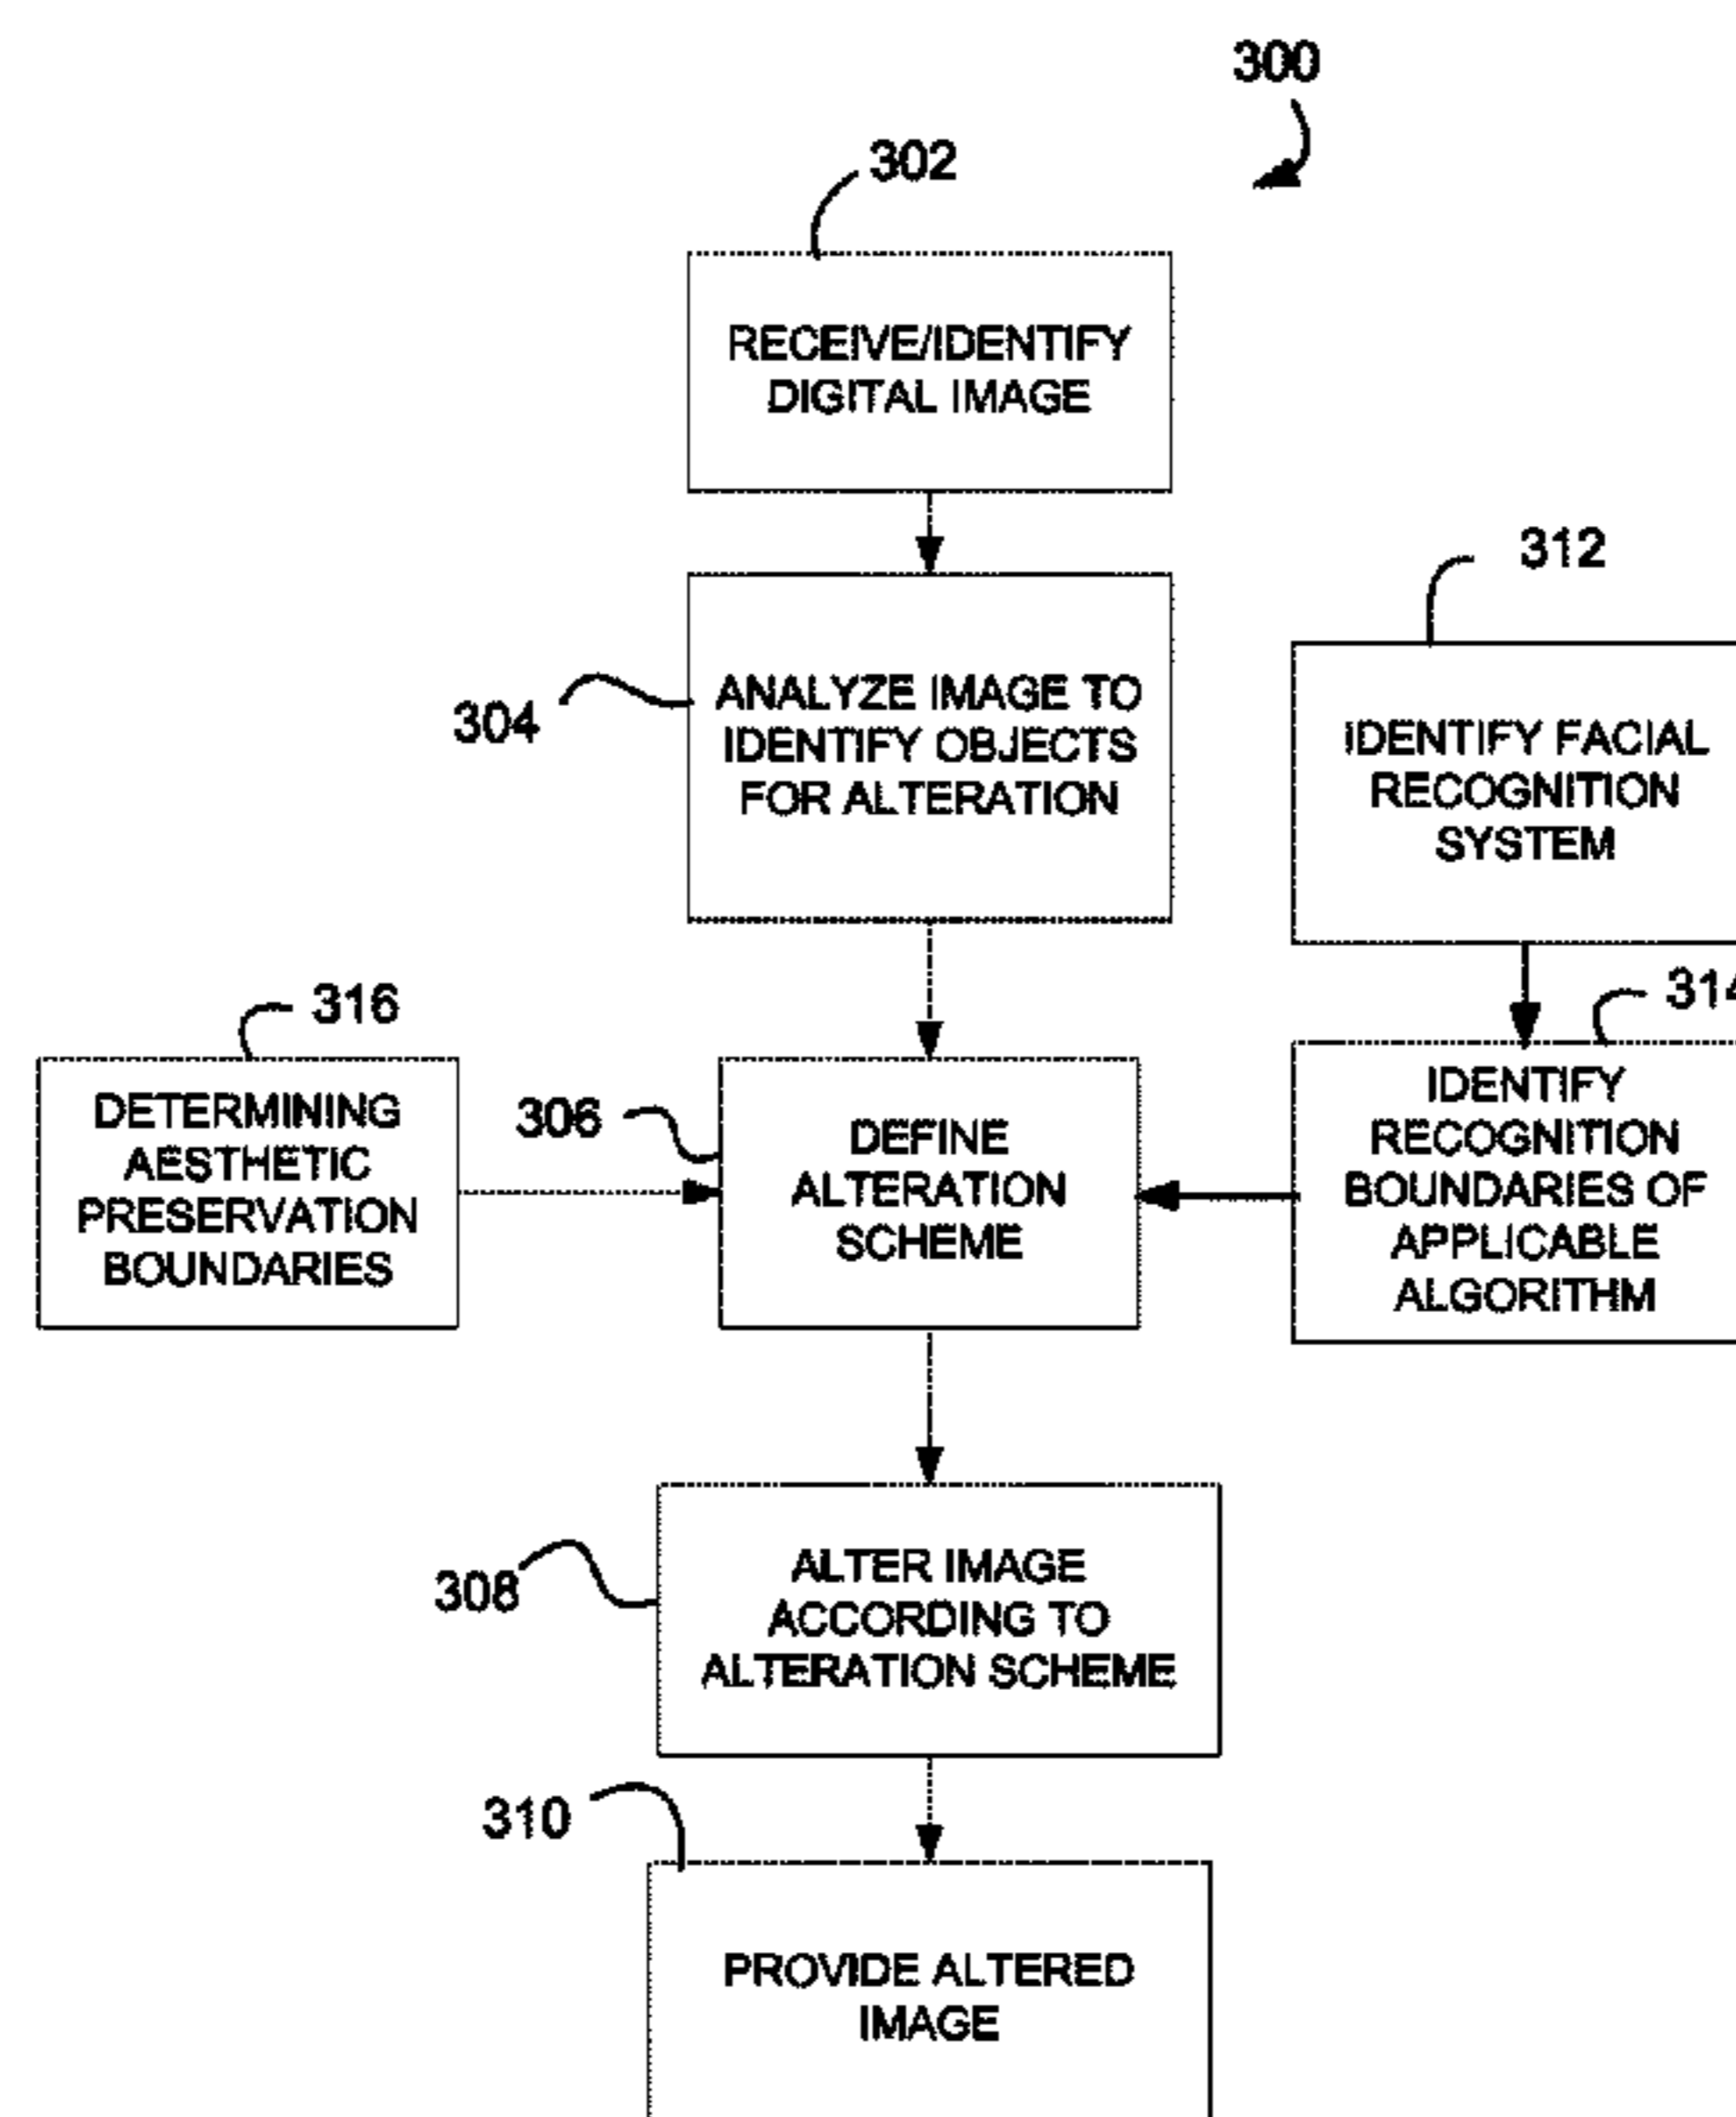 300
302
RECEIVE/IDENTIFY
DIGITAL IMAGE
304
ANALYZE IMAGE TO
IDENTIFY OBJECTS
FOR ALTERATION
312
IDENTIFY FACIAL
RECOGNITION
SYSTEM
316
DETERMINING
AESTHETIC
PRESERVATION
BOUNDARIES
306
DEFINE
ALTERATION
SCHEME
314
IDENTIFY
RECOGNITION
BOUNDARIES OF
APPLICABLE
ALGORITHM
308
ALTER IMAGE
ACCORDING TO
ALTERATION SCHEME
310
PROVIDE ALTERED
IMAGE